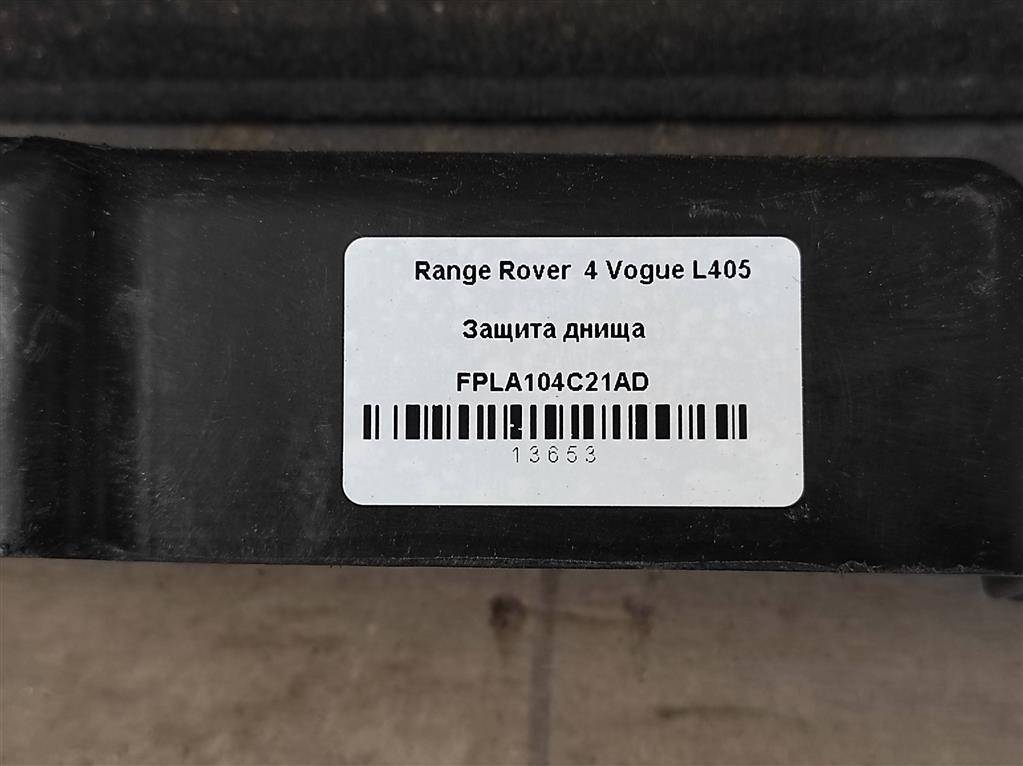 Range Rover 4 Vogue L405
Защита днища
FPLA104C21AD
13653